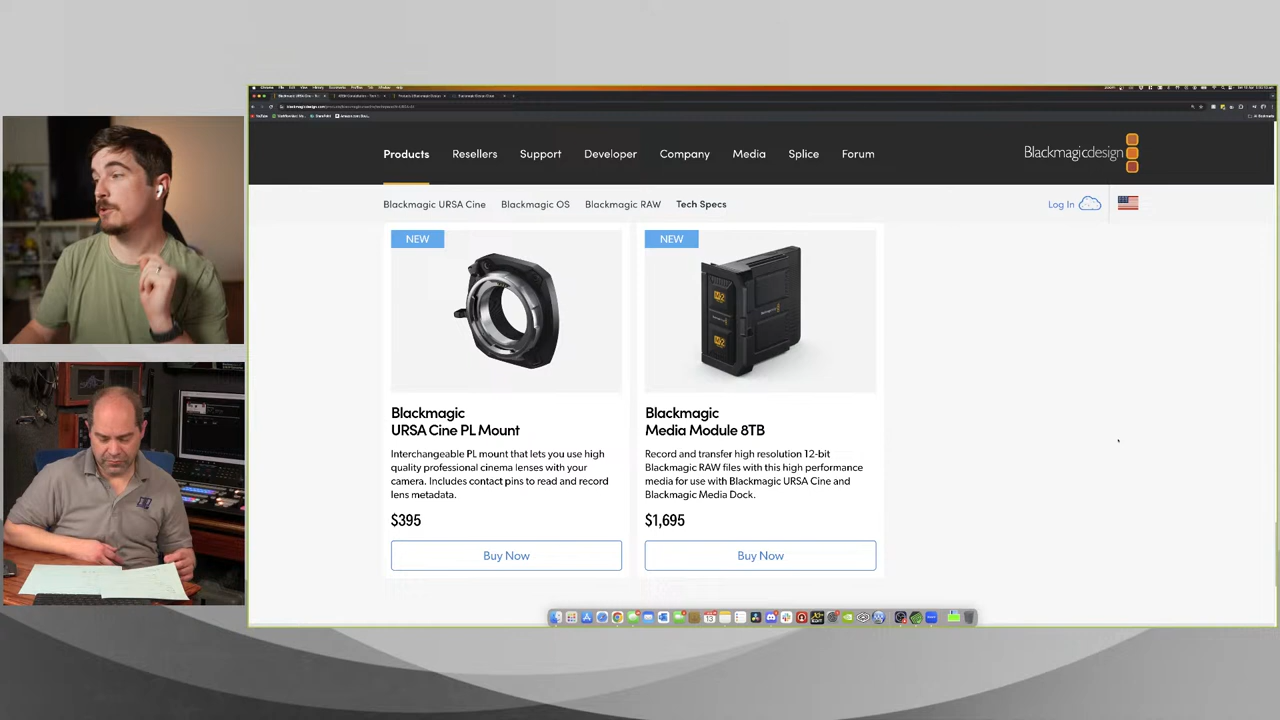 Products
Resellers
Support
Developer
Company
Media
Splice
Forum
Blackmagicdesign
Blackmagic URSA Cine
Blackmagic OS
Blackmagic RAW
Tech Specs
Log In
NEW
Blackmagic
URSA Cine PL Mount
Interchangeable PL mount that lets you use high
quality professional cinema lenses with your
camera. Includes contact pins to read and record
lens metadata.
$395
Buy Now
NEW
Blackmagic
Media Module 8TB
Record and transfer high resolution 12-bit
Blackmagic RAW files with this high performance
media for use with Blackmagic URSA Cine and
Blackmagic Media Dock.
$1,695
Buy Now